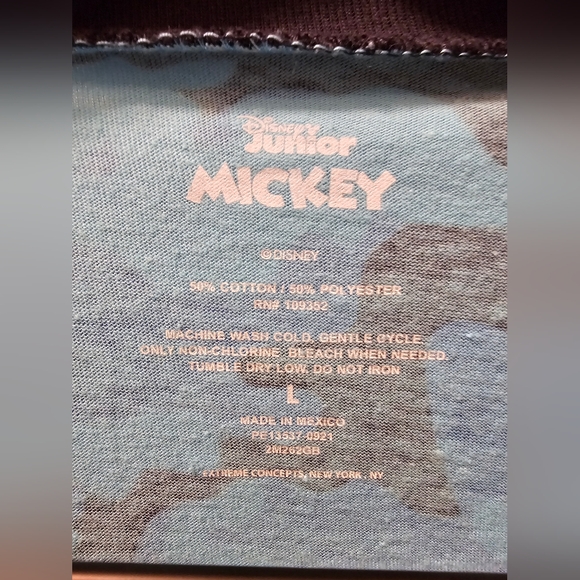 Disney
Junior
MICKEY
©DISNEY
50% COTTON / 50% POLYESTER
RN# 109352
MACHINE WASH COLD, GENTLE CYCLE,
ONLY NON-CHLORINE BLEACH WHEN NEEDED.
TUMBLE DRY LOW. DO NOT IRON
L
MADE IN MEXICO
PE13537-0921
2M262GB
EXTREME CONCEPTS, NEW YORK, NY